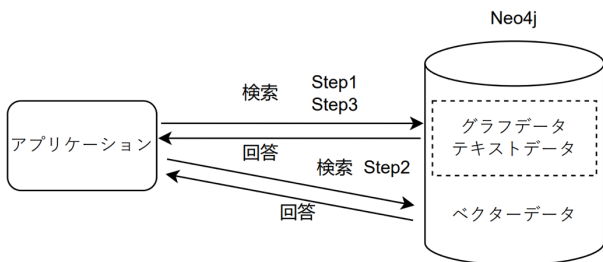 Neo4j
検索 Step1
Step3
アプリケーション
回答
グラフデータ
テキストデータ
検索 Step2
回答
ベクターデータ